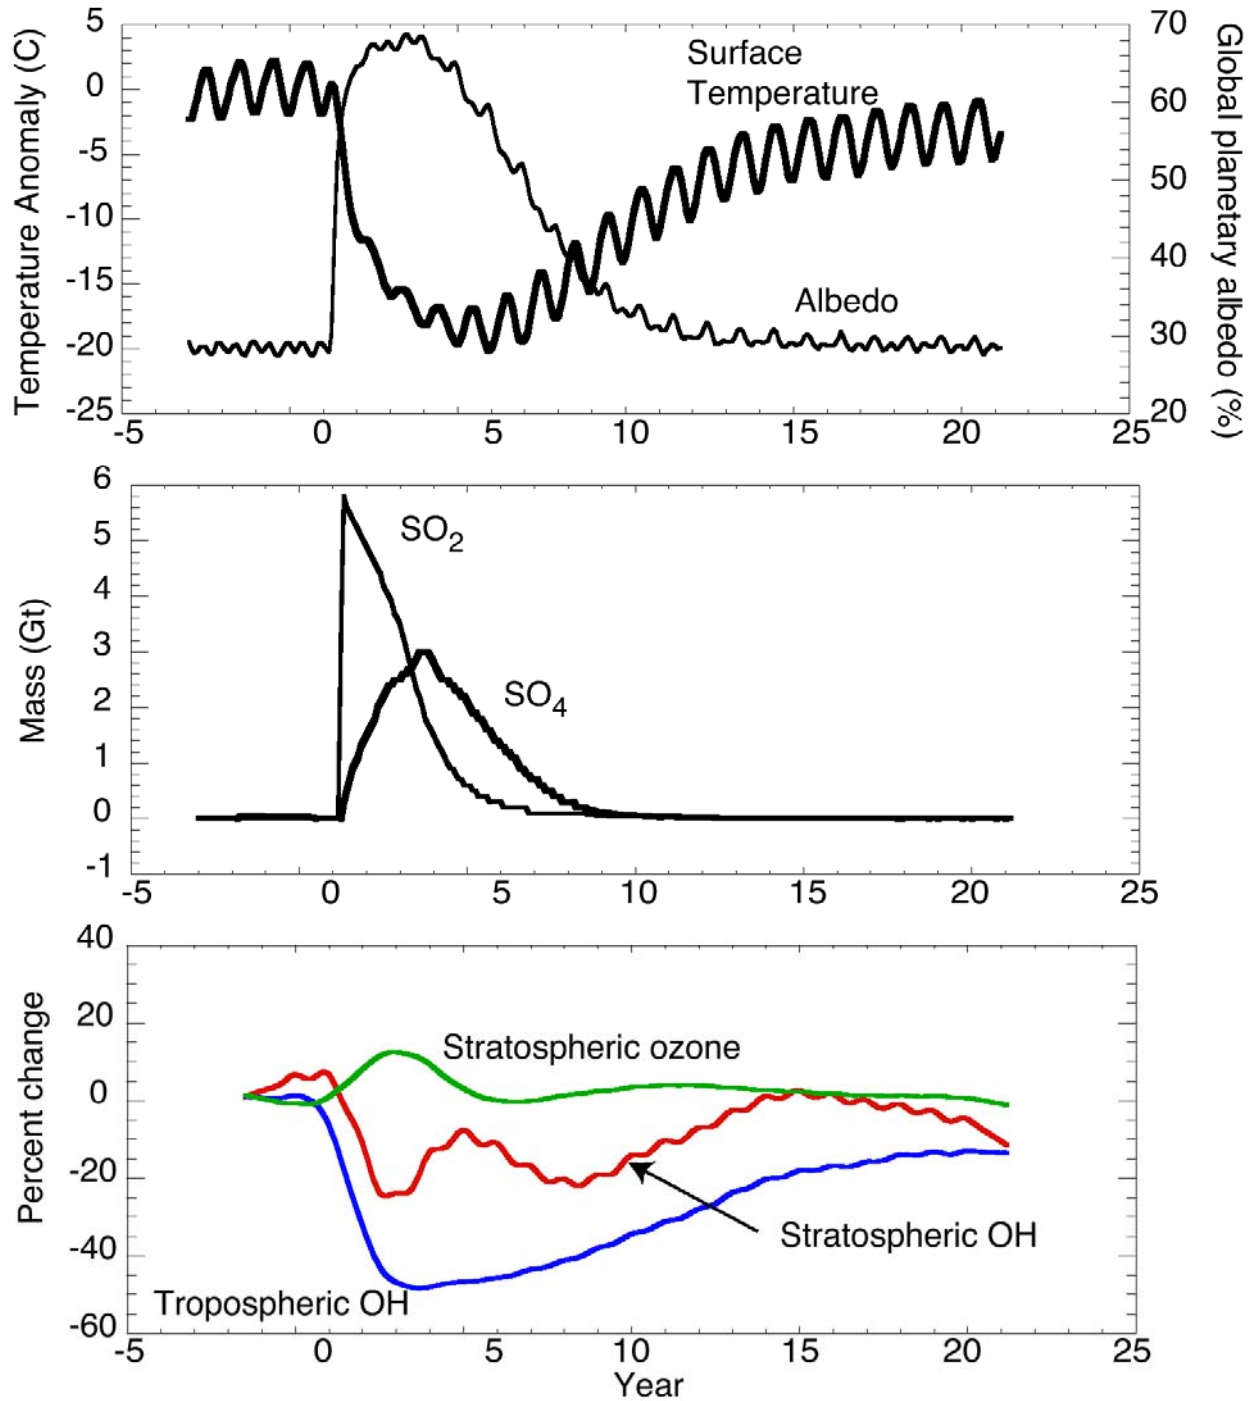 Temperature Anomaly (C)
5
0
-5
-10
-15
-20
-25
Surface
Temperature
Albedo
70
60
50
40
30
20
Global planetary albedo (%)
-5 0 5 10 15 20 25
Mass (Gt)
6
5
4
3
2
1
0
-1
SO2
SO4
-5 0 5 10 15 20 25
Percent change
40
20
0
-20
-40
-60
Stratospheric ozone
Stratospheric OH
Tropospheric OH
-5 0 5 10 15 20 25
Year